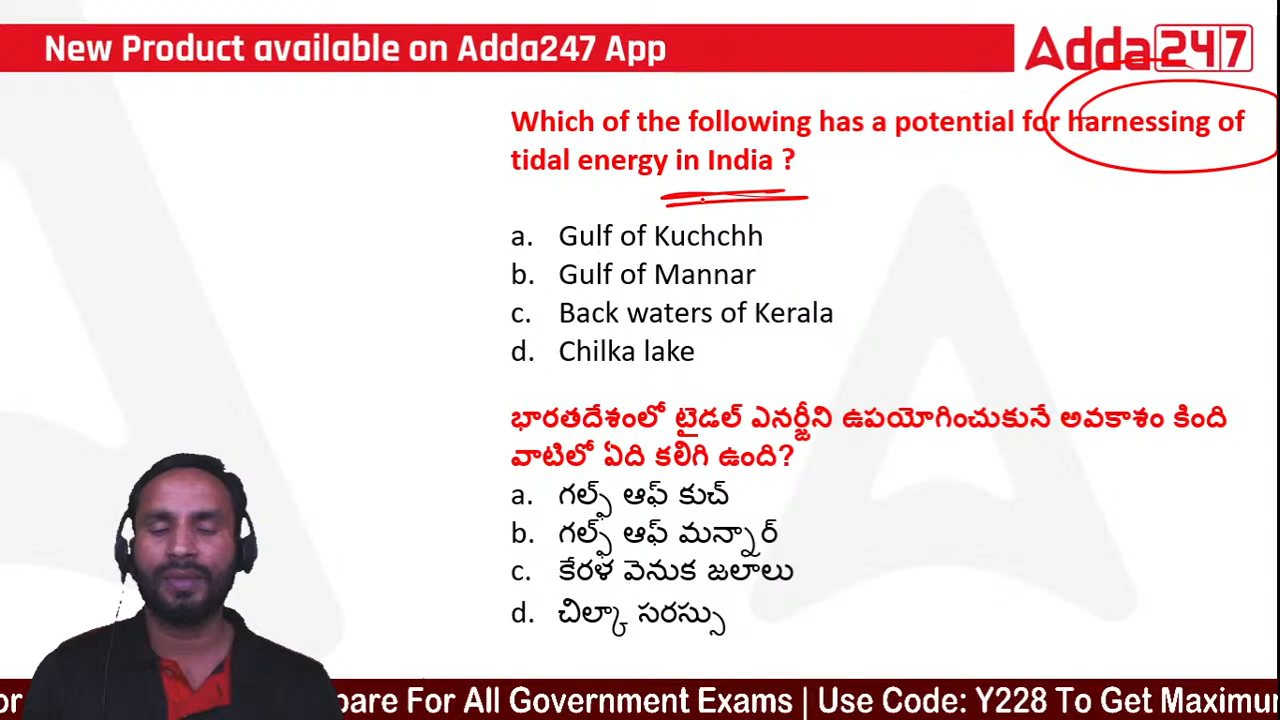 New Product available on Adda247 App
Adda247
Which of the following has a potential for harnessing of
tidal energy in India ?
a. Gulf of Kuchchh
b. Gulf of Mannar
c. Back waters of Kerala
d. Chilka lake
భారతదేశంలో టైడల్ ఎనర్జీని ఉపయోగించుకునే అవకాశం కింది
వాటిలో ఏది కలిగి ఉంది?
a. గల్ఫ్ ఆఫ్ కుచ్
b. గల్ఫ్ ఆఫ్ మన్నార్
c. కేరళ వెనుక జలాలు
d. చిల్కా సరస్సు
For All Government Exams | Use Code: Y228 To Get